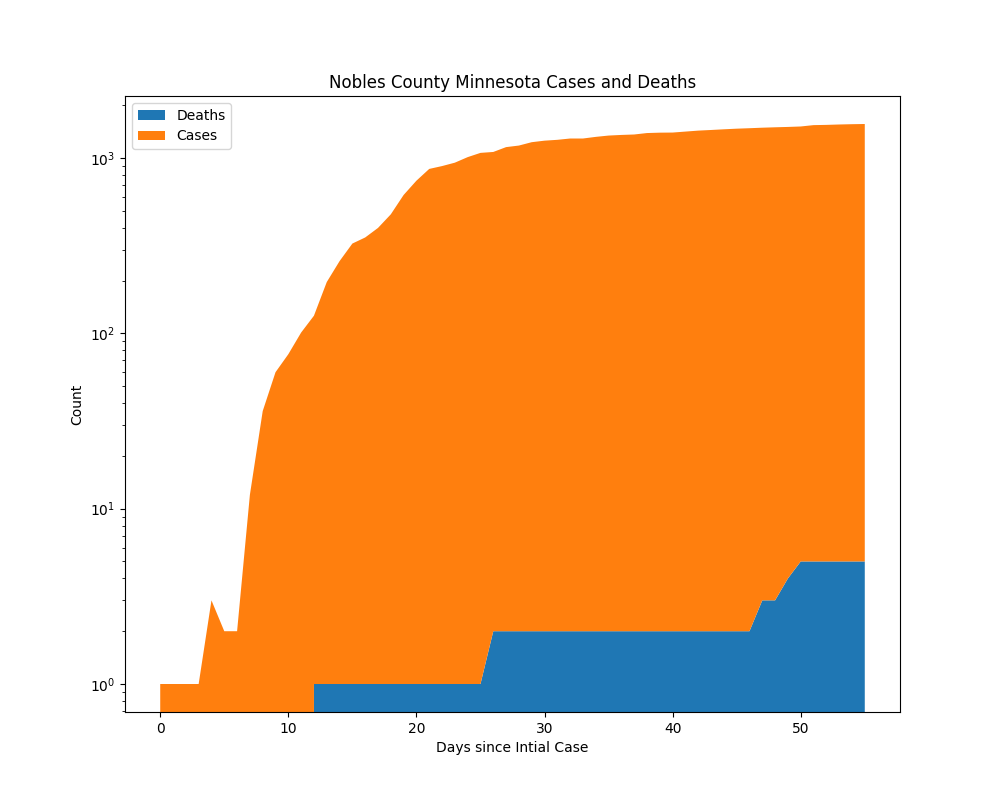 Nobles County Minnesota Cases and Deaths
Deaths
Cases
10³
10²
10¹
10⁰
Count
0 10 20 30 40 50
Days since Intial Case